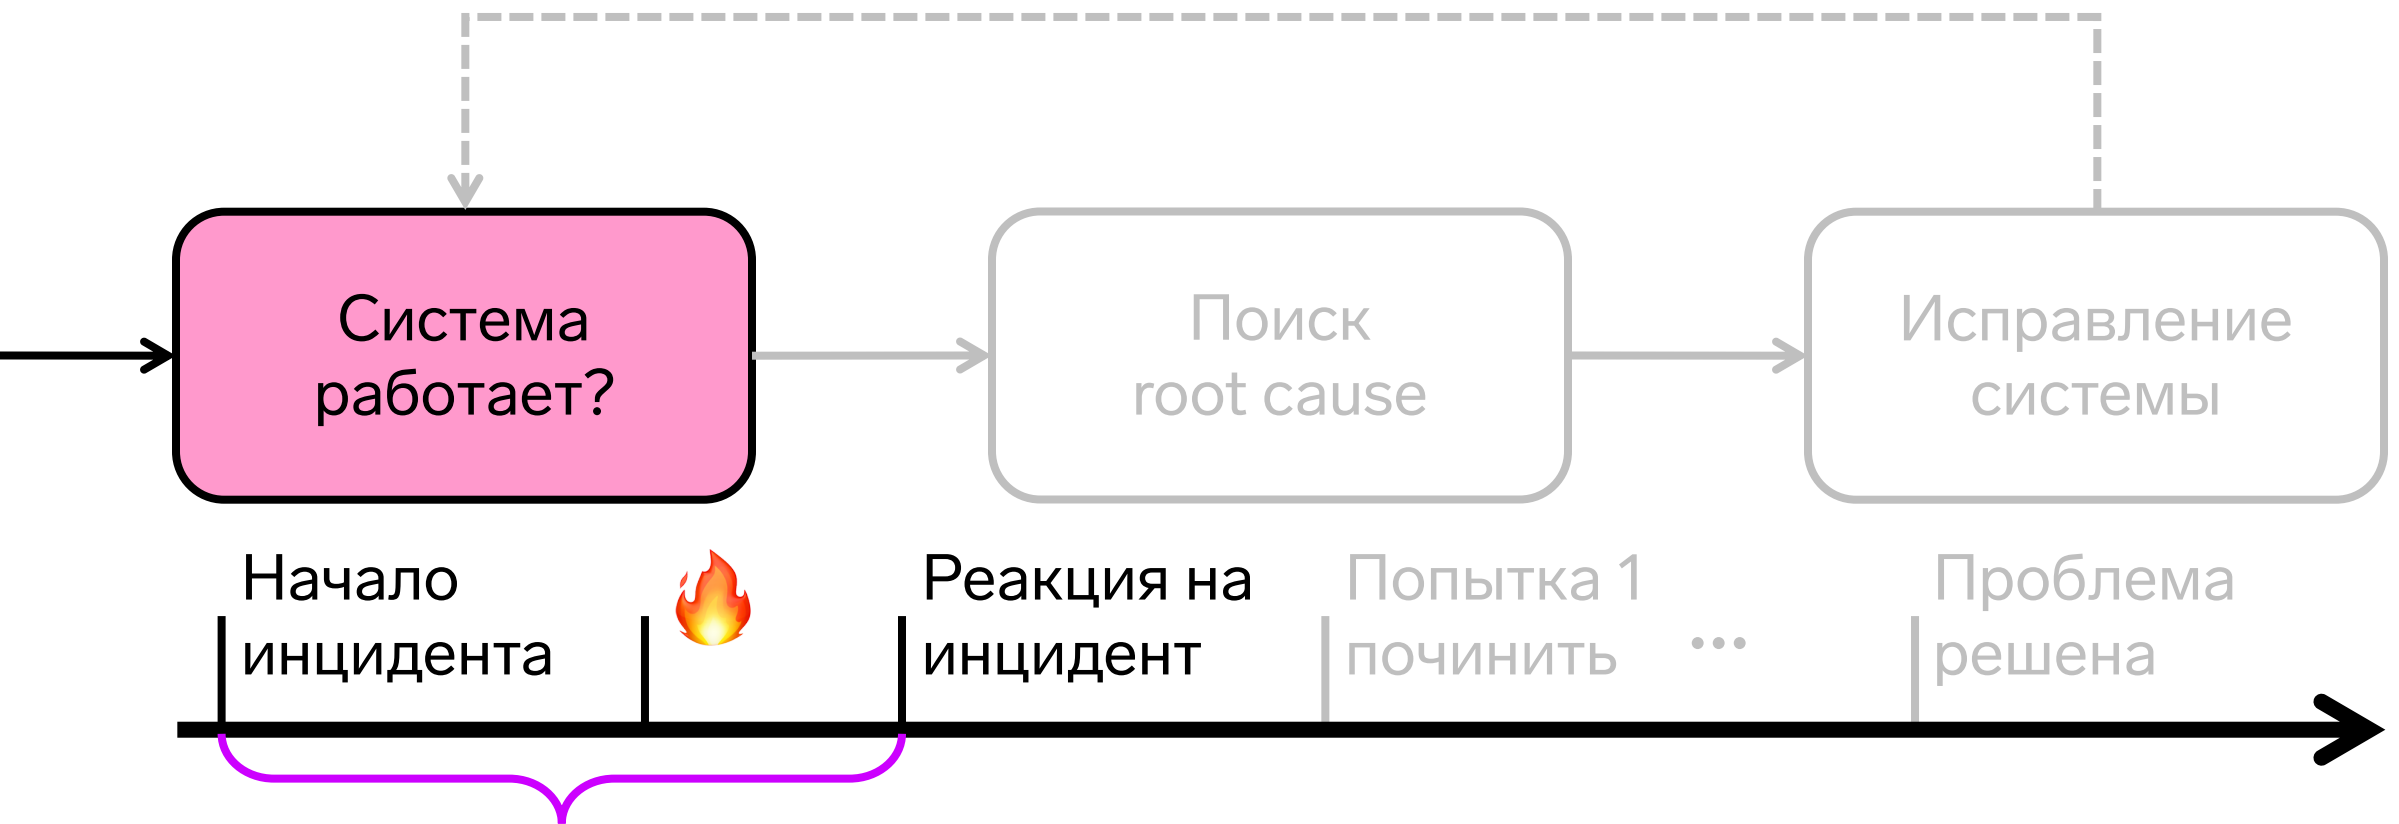 Система
работает?
Поиск
root cause
Исправление
системы
Начало
инцидента
Реакция на
инцидент
Попытка 1
починить
...
Проблема
решена